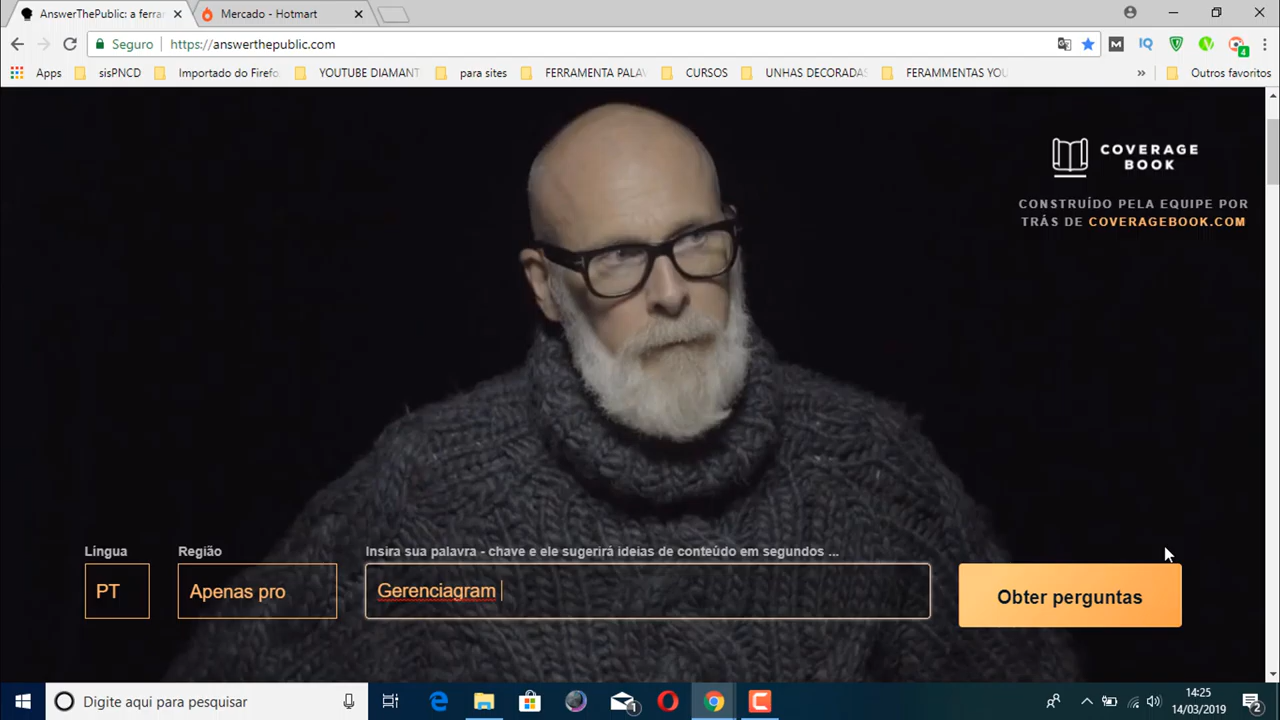 AnswerThePublic: a ferra
Mercado - Hotmart
Seguro
https://answerthepublic.com
Apps
sisPNCD
Importado do Firefo
YOUTUBE DIAMANT
para sites
FERRAMENTA PALA
CURSOS
UNHAS DECORADA
FERAMMENTAS YOU
»
Outros favoritos
COVERAGE
BOOK
CONSTRUÍDO PELA EQUIPE POR
TRÁS DE COVERAGEBOOK.COM
Língua
Região
Insira sua palavra - chave e ele sugerirá ideias de conteúdo em segundos ...
PT
Apenas pro
Gerenciagram
Obter perguntas
Digite aqui para pesquisar
14:25
14/03/2019